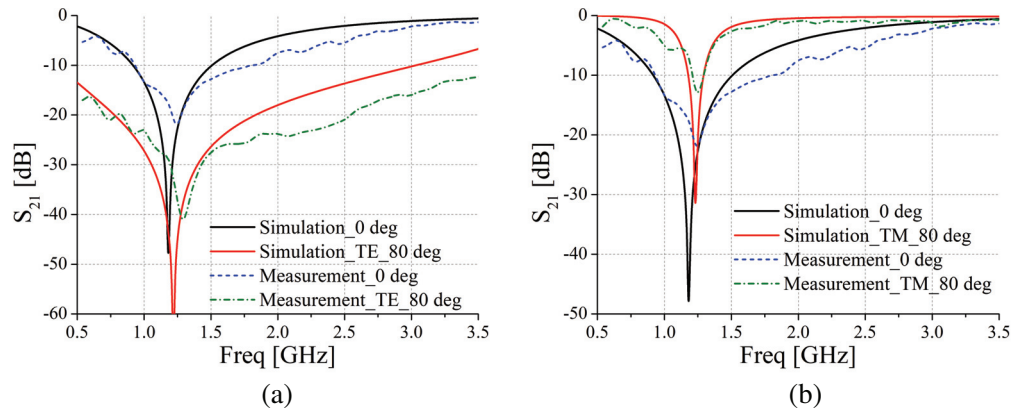 0
-10
-20
-30
-40
-50
-60
S21 [dB]
Simulation_0 deg
Simulation_TE_80 deg
Measurement_0 deg
Measurement_TE_80 deg
0.5 1.0 1.5 2.0 2.5 3.0 3.5
Freq [GHz]
(a)
0
-10
-20
-30
-40
-50
S21 [dB]
Simulation_0 deg
Simulation_TM_80 deg
Measurement_0 deg
Measurement_TM_80 deg
0.5 1.0 1.5 2.0 2.5 3.0 3.5
Freq [GHz]
(b)